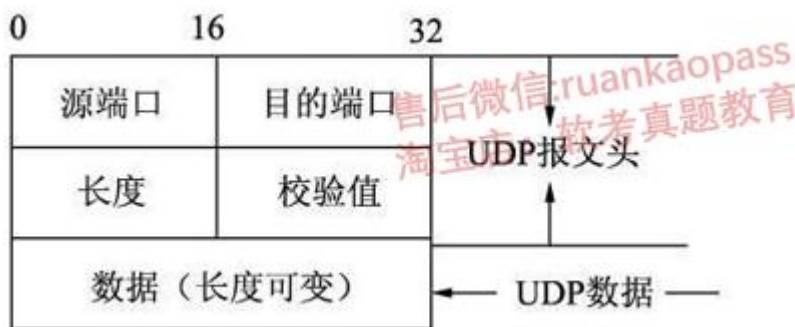 0 16 32
源端口 目的端口
售后微信:ruankaopass
淘宝店：软考真题教育
UDP报文头
长度 校验值
数据（长度可变） UDP数据